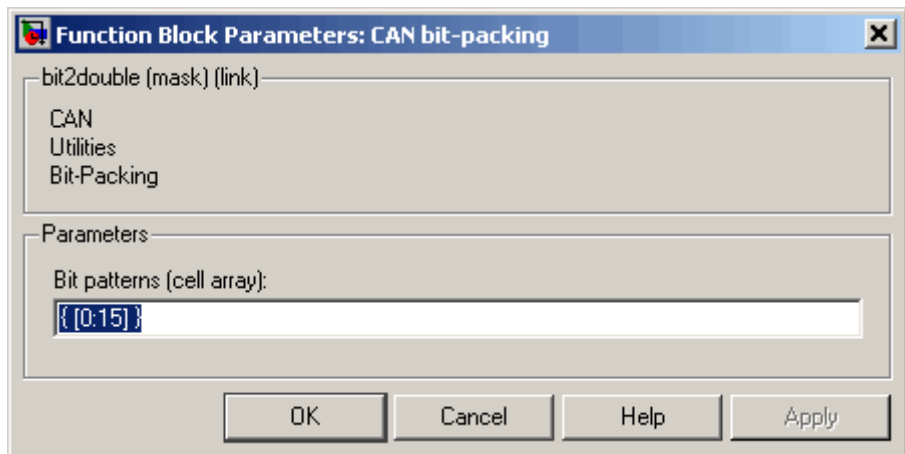 Function Block Parameters: CAN bit-packing
bit2double (mask) (link)
CAN
Utilities
Bit-Packing
Parameters
Bit patterns (cell array):
{ [0:15] }
OK Cancel Help Apply